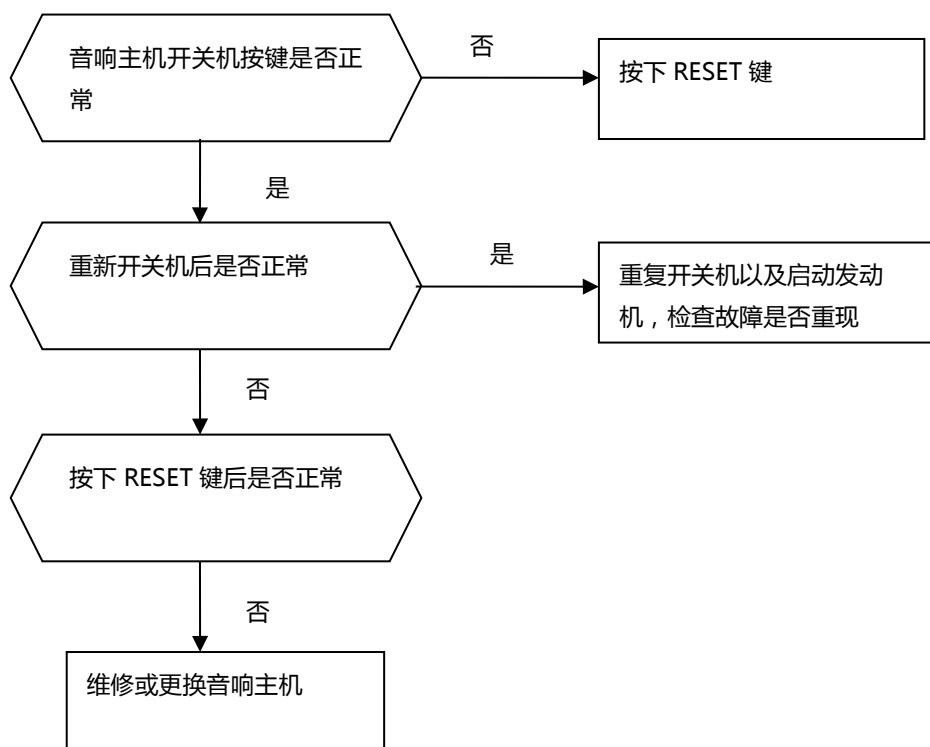 音响主机开关机按键是否正
常
否
按下 RESET 键
是
重新开关机后是否正常
是
重复开关机以及启动发动
机，检查故障是否重现
否
按下 RESET 键后是否正常
否
维修或更换音响主机